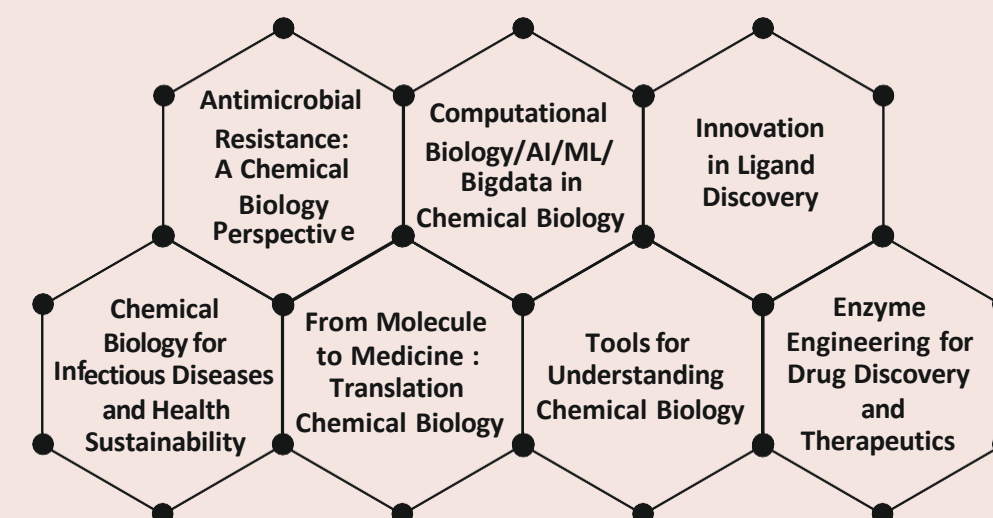 Antimicrobial
Resistance:
A Chemical
Biology
Perspective
Computational
Biology/AI/ML/
Bigdata in
Chemical Biology
Innovation
in Ligand
Discovery
Chemical
Biology for
Infectious Diseases
and Health
Sustainability
From Molecule
to Medicine :
Translation
Chemical Biology
Tools for
Understanding
Chemical Biology
Enzyme
Engineering for
Drug Discovery
and
Therapeutics